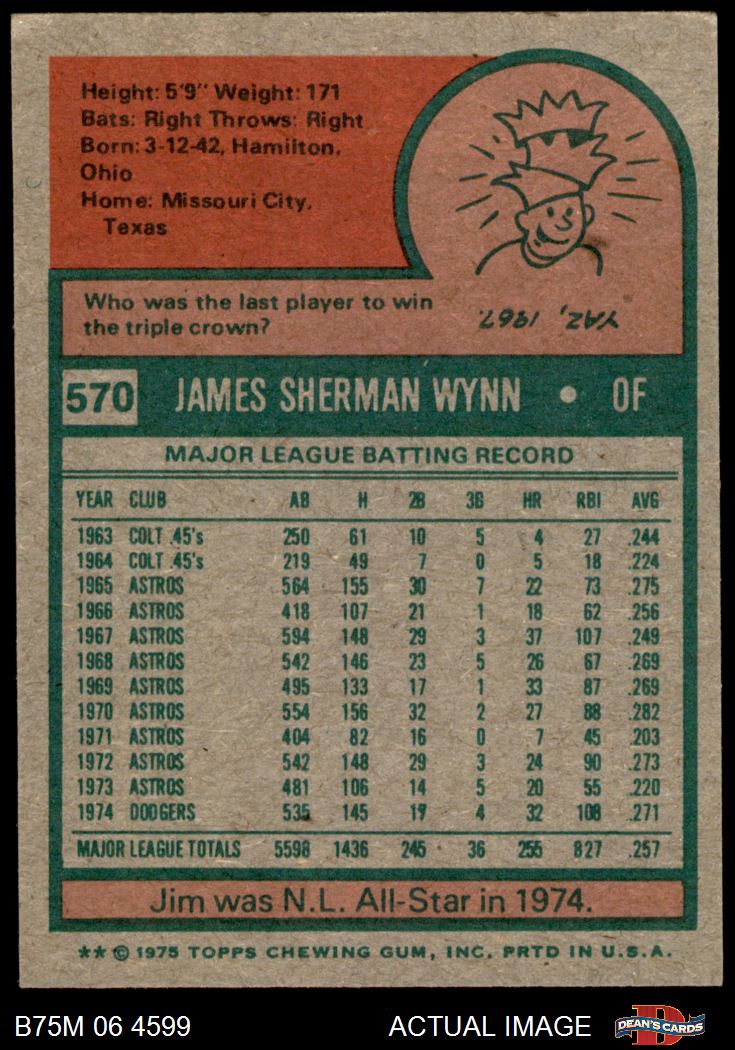 Height: 5'9" Weight: 171
Bats: Right Throws: Right
Born: 3-12-42, Hamilton,
Ohio
Home: Missouri City,
Texas
Who was the last player to win
the triple crown?
YAZ, 1967.
570 JAMES SHERMAN WYNN • OF
MAJOR LEAGUE BATTING RECORD
YEAR CLUB AB H 2B 3B HR RBI AVG
1963 COLT .45's 250 61 10 5 4 27 .244
1964 COLT .45's 219 49 7 0 5 18 .224
1965 ASTROS 564 155 30 7 22 73 .275
1966 ASTROS 418 107 21 1 18 62 .256
1967 ASTROS 594 148 29 3 37 107 .249
1968 ASTROS 542 146 23 5 26 67 .269
1969 ASTROS 495 133 17 1 33 87 .269
1970 ASTROS 554 156 32 2 27 88 .282
1971 ASTROS 404 82 16 0 7 45 .203
1972 ASTROS 542 148 29 3 24 90 .273
1973 ASTROS 481 106 14 5 20 55 .220
1974 DODGERS 535 145 17 4 32 108 .271
MAJOR LEAGUE TOTALS 5598 1436 245 36 255 827 .257
Jim was N.L. All-Star in 1974.
** © 1975 TOPPS CHEWING GUM, INC. PRTD IN U.S.A.
B75M 06 4599 ACTUAL IMAGE DEAN'S CARDS